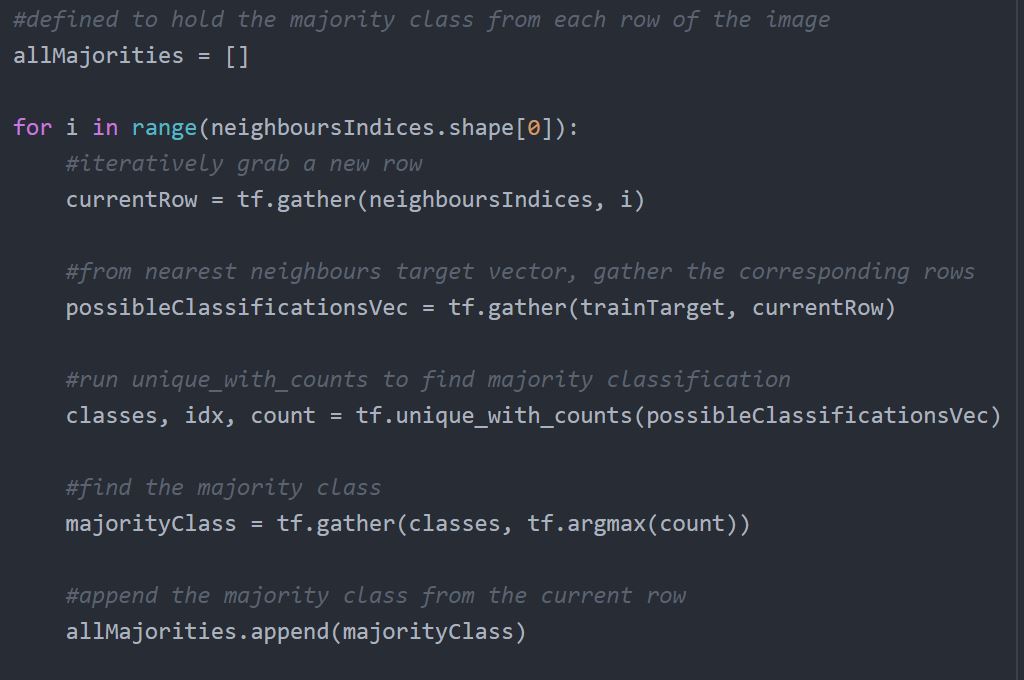 #defined to hold the majority class from each row of the image
allMajorities = []
for i in range(neighboursIndices.shape[0]):
#iteratively grab a new row
currentRow = tf.gather(neighboursIndices, i)
#from nearest neighbours target vector, gather the corresponding rows
possibleClassificationsVec = tf.gather(trainTarget, currentRow)
#run unique_with_counts to find majority classification
classes, idx, count = tf.unique_with_counts(possibleClassificationsVec)
#find the majority class
majorityClass = tf.gather(classes, tf.argmax(count))
#append the majority class from the current row
allMajorities.append(majorityClass)